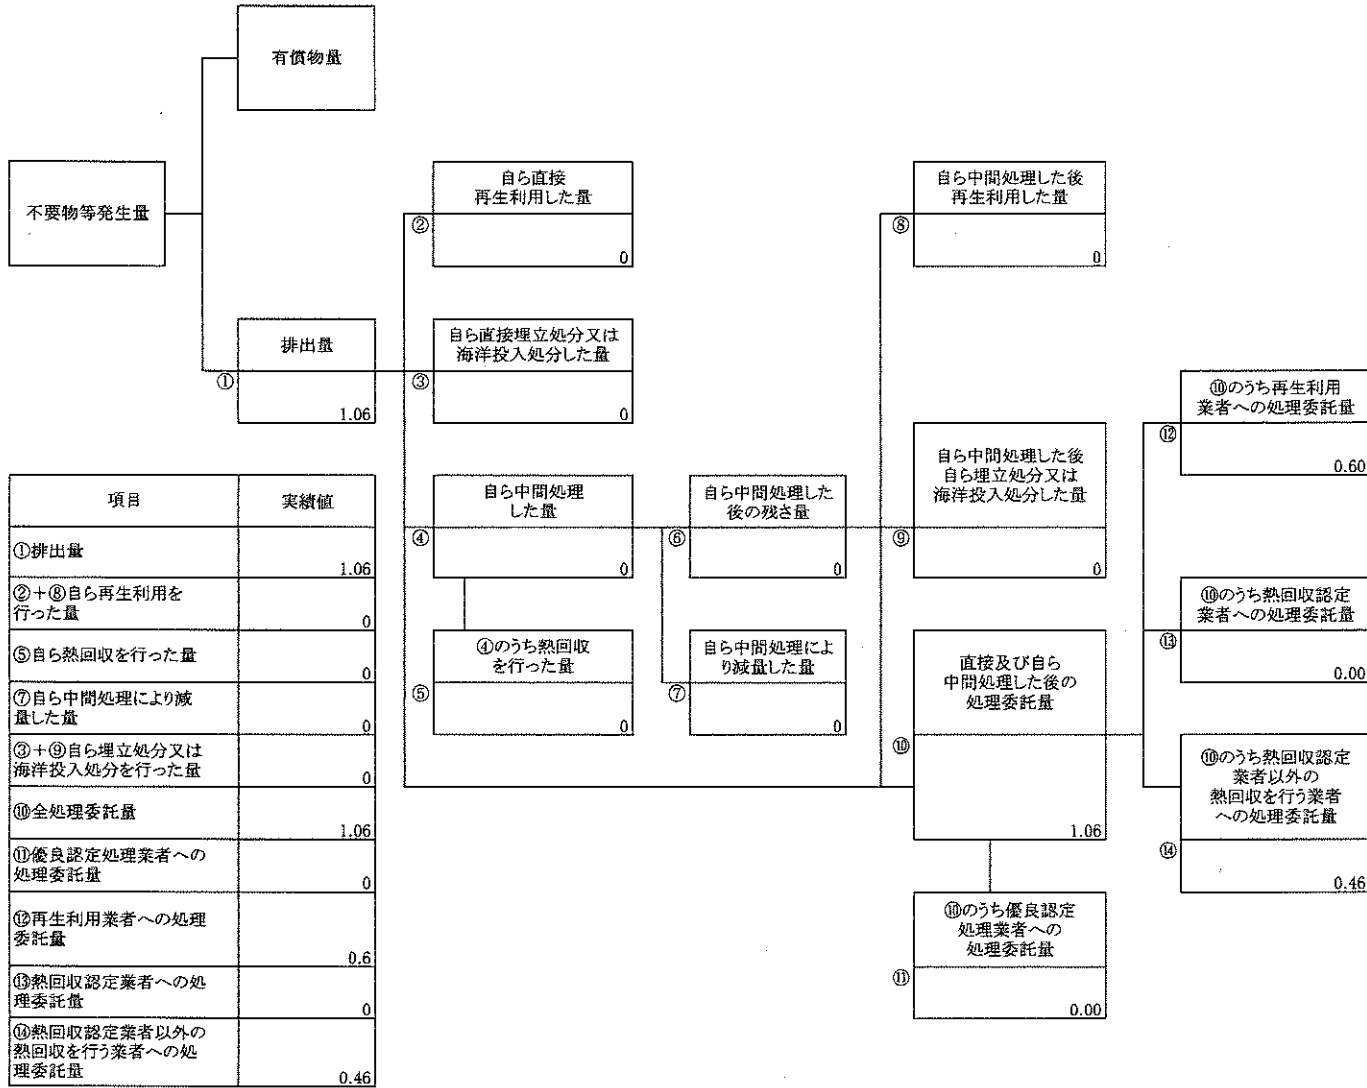 有償物量
不要物等発生量
自ら直接
再生利用した量
②
0
自ら中間処理した後
再生利用した量
⑧
0
排出量
①
1.06
自ら直接埋立処分又は
海洋投入処分した量
③
0
⑩のうち再生利用
業者への処理委託量
⑫
0.60
自ら中間処理
した量
④
0
自ら中間処理した
後の残さ量
⑥
0
自ら中間処理した後
自ら埋立処分又は
海洋投入処分した量
⑨
0
⑩のうち熱回収認定
業者への処理委託量
⑬
0.00
④のうち熱回収
を行った量
⑤
0
自ら中間処理によ
り減量した量
⑦
0
直接及び自ら
中間処理した後の
処理委託量
⑩
1.06
⑩のうち熱回収認定
業者以外の
熱回収を行う業者
への処理委託量
⑭
0.46
⑩のうち優良認定
処理業者への
処理委託量
⑪
0.00
項目 実績値
①排出量
1.06
②+⑧自ら再生利用を
行った量
0
⑤自ら熱回収を行った量
0
⑦自ら中間処理により減
量した量
0
③+⑨自ら埋立処分又は
海洋投入処分を行った量
0
⑩全処理委託量
1.06
⑪優良認定処理業者への
処理委託量
0
⑫再生利用業者への処理
委託量
0.6
⑬熱回収認定業者への処
理委託量
0
⑭熱回収認定業者以外の
熱回収を行う業者への処
理委託量
0.46